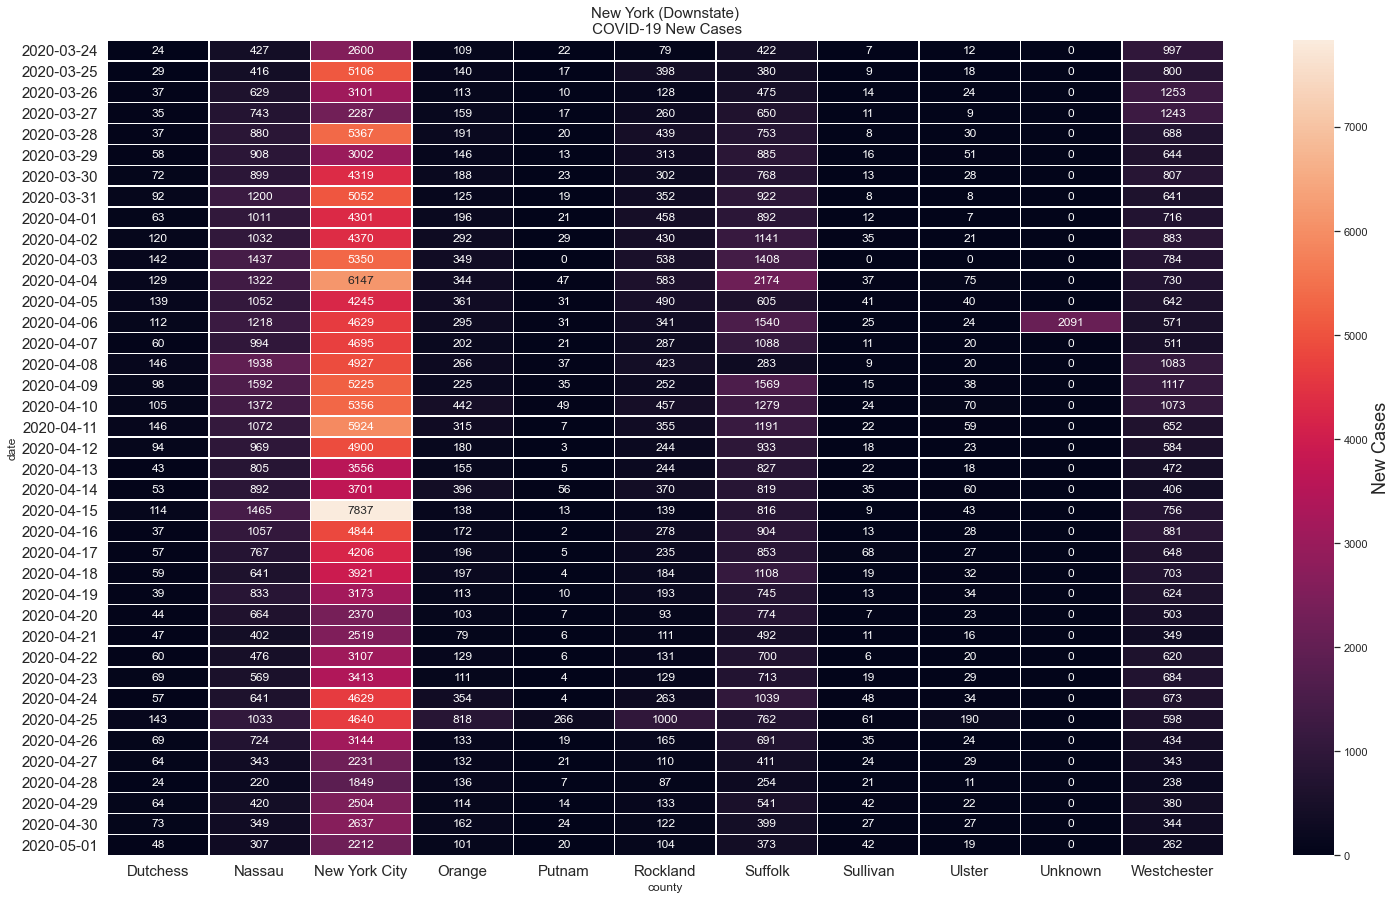 New York (Downstate)
COVID-19 New Cases
2020-03-24 24 427 2600 109 22 79 422 7 12 0 997
2020-03-25 29 416 5106 140 17 398 380 9 18 0 800
2020-03-26 37 629 3101 113 10 128 475 14 24 0 1253
2020-03-27 35 743 2287 159 17 260 650 11 9 0 1243
2020-03-28 37 880 5367 191 20 439 753 8 30 0 688
2020-03-29 58 908 3002 146 13 313 885 16 51 0 644
2020-03-30 72 899 4319 188 23 302 768 13 28 0 807
2020-03-31 92 1200 5052 125 19 352 922 8 8 0 641
2020-04-01 63 1011 4301 196 21 458 892 12 7 0 716
2020-04-02 120 1032 4370 292 29 430 1141 35 21 0 883
2020-04-03 142 1437 5350 349 0 538 1408 0 0 0 784
2020-04-04 129 1322 6147 344 47 583 2174 37 75 0 730
2020-04-05 139 1052 4245 361 31 490 605 41 40 0 642
2020-04-06 112 1218 4629 295 31 341 1540 25 24 2091 571
2020-04-07 60 994 4695 202 21 287 1088 11 20 0 511
2020-04-08 146 1938 4927 266 37 423 283 9 20 0 1083
2020-04-09 98 1592 5225 225 35 252 1569 15 38 0 1117
2020-04-10 105 1372 5356 442 49 457 1279 24 70 0 1073
2020-04-11 146 1072 5924 315 7 355 1191 22 59 0 652
2020-04-12 94 969 4900 180 3 244 933 18 23 0 584
2020-04-13 43 805 3556 155 5 244 827 22 18 0 472
2020-04-14 53 892 3701 396 56 370 819 35 60 0 406
2020-04-15 114 1465 7837 138 13 139 816 9 43 0 756
2020-04-16 37 1057 4844 172 2 278 904 13 28 0 881
2020-04-17 57 767 4206 196 5 235 853 68 27 0 648
2020-04-18 59 641 3921 197 4 184 1108 19 32 0 703
2020-04-19 39 833 3173 113 10 193 745 13 34 0 624
2020-04-20 44 664 2370 103 7 93 774 7 23 0 503
2020-04-21 47 402 2519 79 6 111 492 11 16 0 349
2020-04-22 60 476 3107 129 6 131 700 6 20 0 620
2020-04-23 69 569 3413 111 4 129 713 19 29 0 684
2020-04-24 57 641 4629 354 4 263 1039 48 34 0 673
2020-04-25 143 1033 4640 818 266 1000 762 61 190 0 598
2020-04-26 69 724 3144 133 19 165 691 35 24 0 434
2020-04-27 64 343 2231 132 21 110 411 24 29 0 343
2020-04-28 24 220 1849 136 7 87 254 21 11 0 238
2020-04-29 64 420 2504 114 14 133 541 42 22 0 380
2020-04-30 73 349 2637 162 24 122 399 27 27 0 344
2020-05-01 48 307 2212 101 20 104 373 42 19 0 262
Dutchess Nassau New York City Orange Putnam Rockland Suffolk Sullivan Ulster Unknown Westchester
county
date
7000
6000
5000
4000
3000
2000
1000
0
New Cases